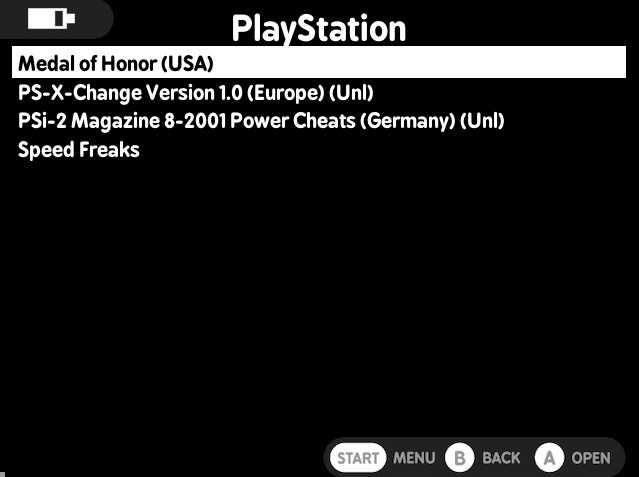 PlayStation
Medal of Honor (USA)
PS-X-Change Version 1.0 (Europe) (Unl)
PSi-2 Magazine 8-2001 Power Cheats (Germany) (Unl)
Speed Freaks
START MENU B BACK A OPEN